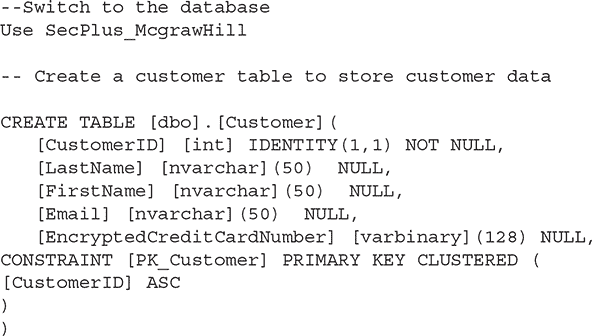 --Switch to the database
Use SecPlus_McgrawHill
-- Create a customer table to store customer data
CREATE TABLE [dbo].[Customer](
[CustomerID] [int] IDENTITY(1,1) NOT NULL,
[LastName] [nvarchar](50) NULL,
[FirstName] [nvarchar](50) NULL,
[Email] [nvarchar](50) NULL,
[EncryptedCreditCardNumber] [varbinary](128) NULL,
CONSTRAINT [PK_Customer] PRIMARY KEY CLUSTERED (
[CustomerID] ASC
)
)